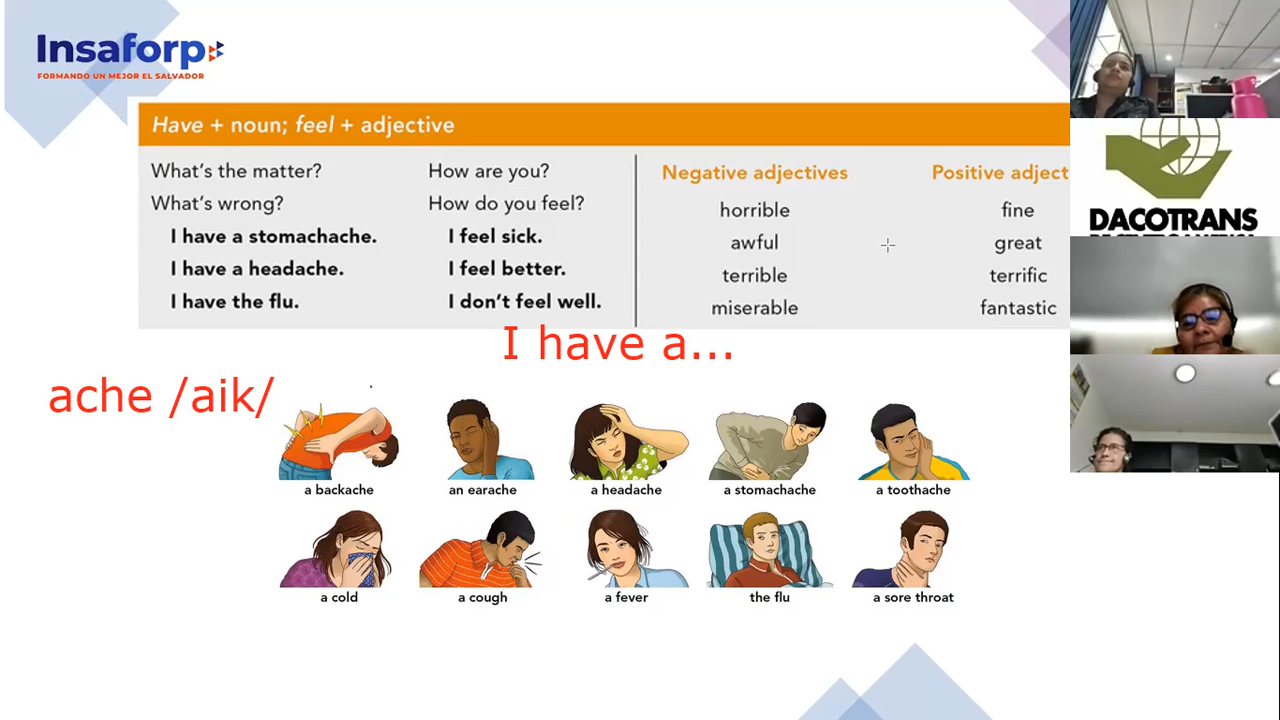 Insaforp
FORMANDO UN MEJOR EL SALVADOR
Have + noun; feel + adjective
What's the matter?
What's wrong?
I have a stomachache.
I have a headache.
I have the flu.
How are you?
How do you feel?
I feel sick.
I feel better.
I don't feel well.
Negative adjectives
horrible
awful
terrible
miserable
Positive adject
fine
great
terrific
fantastic
DACOTRANS
I have a...
ache /aik/
a backache
an earache
a headache
a stomachache
a toothache
a cold
a cough
a fever
the flu
a sore throat